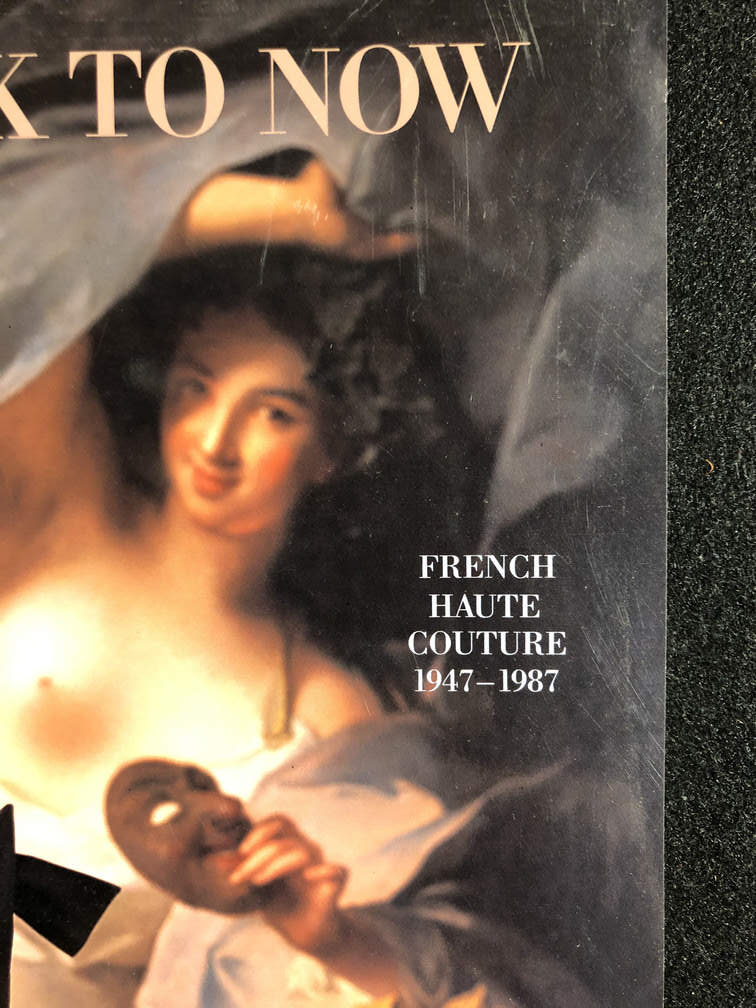 K TO NOW
FRENCH
HAUTE
COUTURE
1947–1987